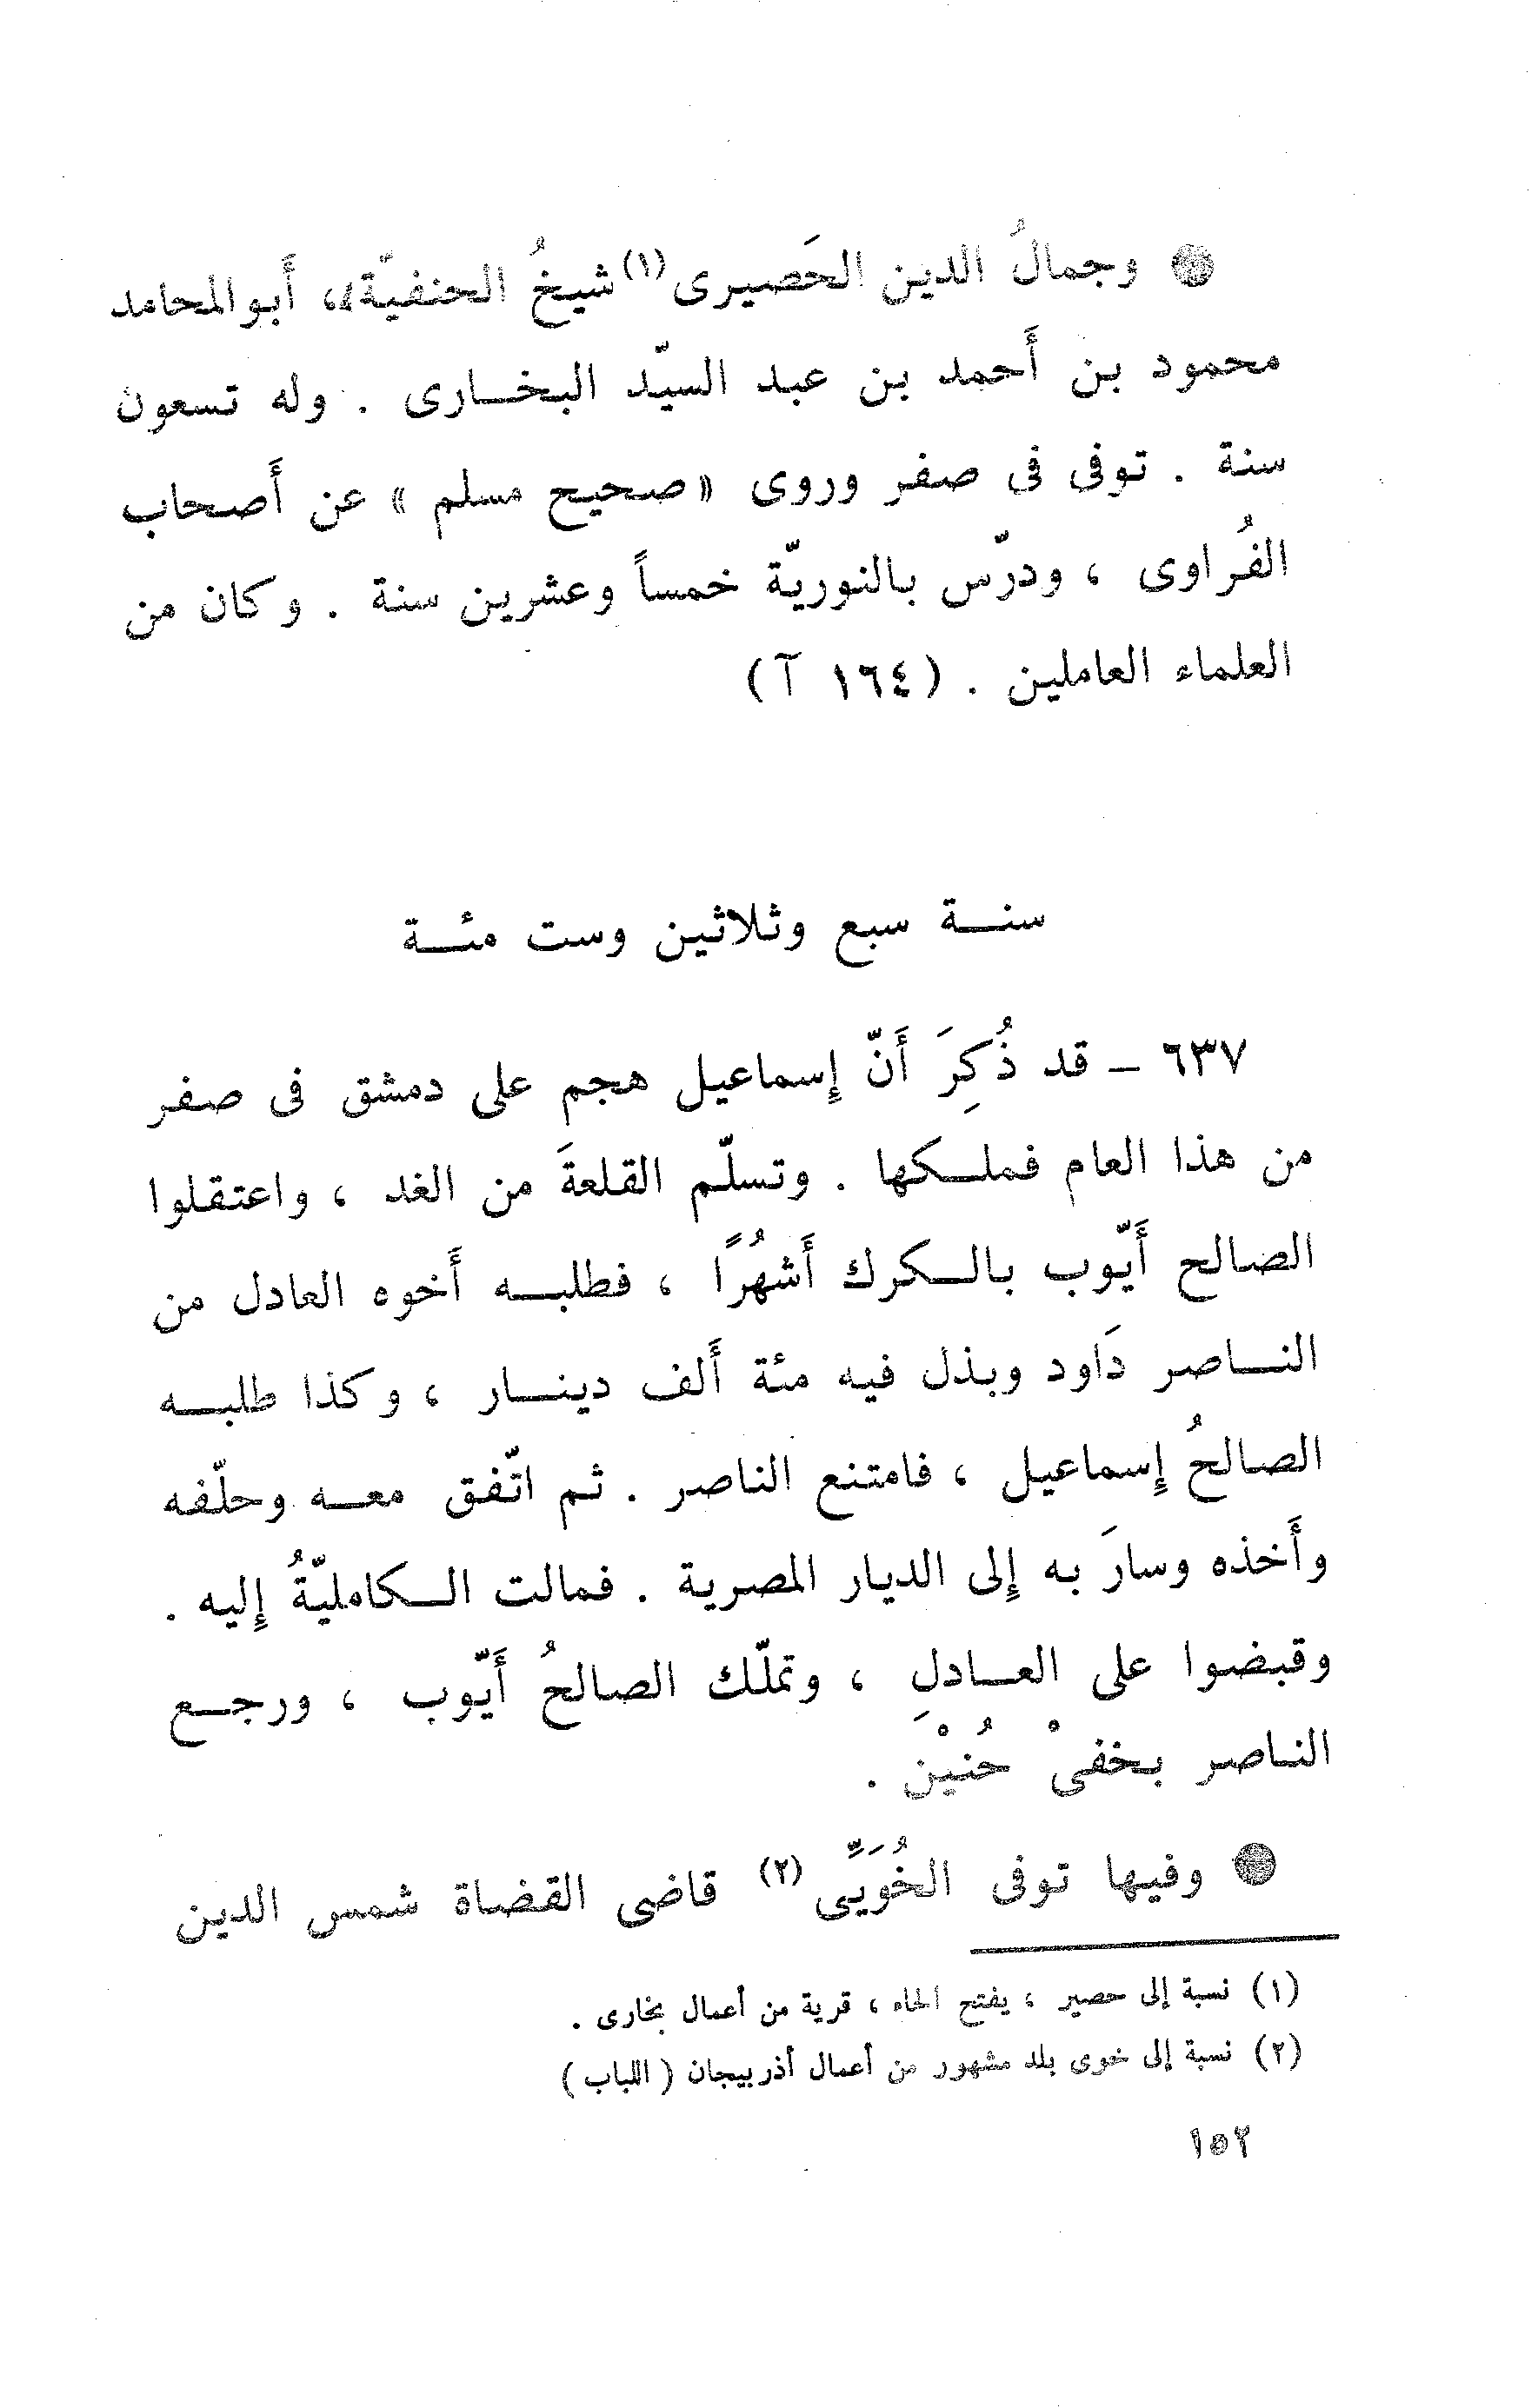 ● وجمالُ الدين الحَصيرى (١) شيخُ الحنفيّة ، أَبو المحامد
محمود بن أَحمد بن عبد السيّد البخارى . وله تسعون
سنة . توفى فى صفر وروى « صحيح مسلم » عن أَصحاب
الفُراوى ، ودرّس بالنوريّة خمساً وعشرين سنة . وكان من
العلماء العاملين . (١٦٤ آ)
سنة سبع وثلاثين وست مئة
٦٣٧ – قد ذُكِرَ أَنّ إسماعيل هجم على دمشق فى صفر
من هذا العام فملكها . وتسلّم القلعةَ من الغد ، واعتقلوا
الصالح أَيّوب بالكرك أَشهُرًا ، فطلبه أَخوه العادل من
الناصر دَاود وبذل فيه مئة أَلف دينار ، وكذا طلبه
الصالحُ إسماعيل ، فامتنع الناصر . ثم اتّفق معه وحلّفه
وأَخذه وسارَ به إلى الديار المصرية . فمالت الكامليّةُ إليه .
وقبضوا على العادلِ ، وتملّك الصالحُ أَيّوب ، ورجع
الناصر بخفىْ حُنيْن .
● وفيها توفى الخُوَيِّى (٢) قاضى القضاة شمس الدين
(١) نسبة إلى حصير ، يفتح الحاء ، قرية من أعمال بخارى .
(٢) نسبة إلى خوى بلد مشهور من أعمال أذربيجان ( اللباب )
١٥٢